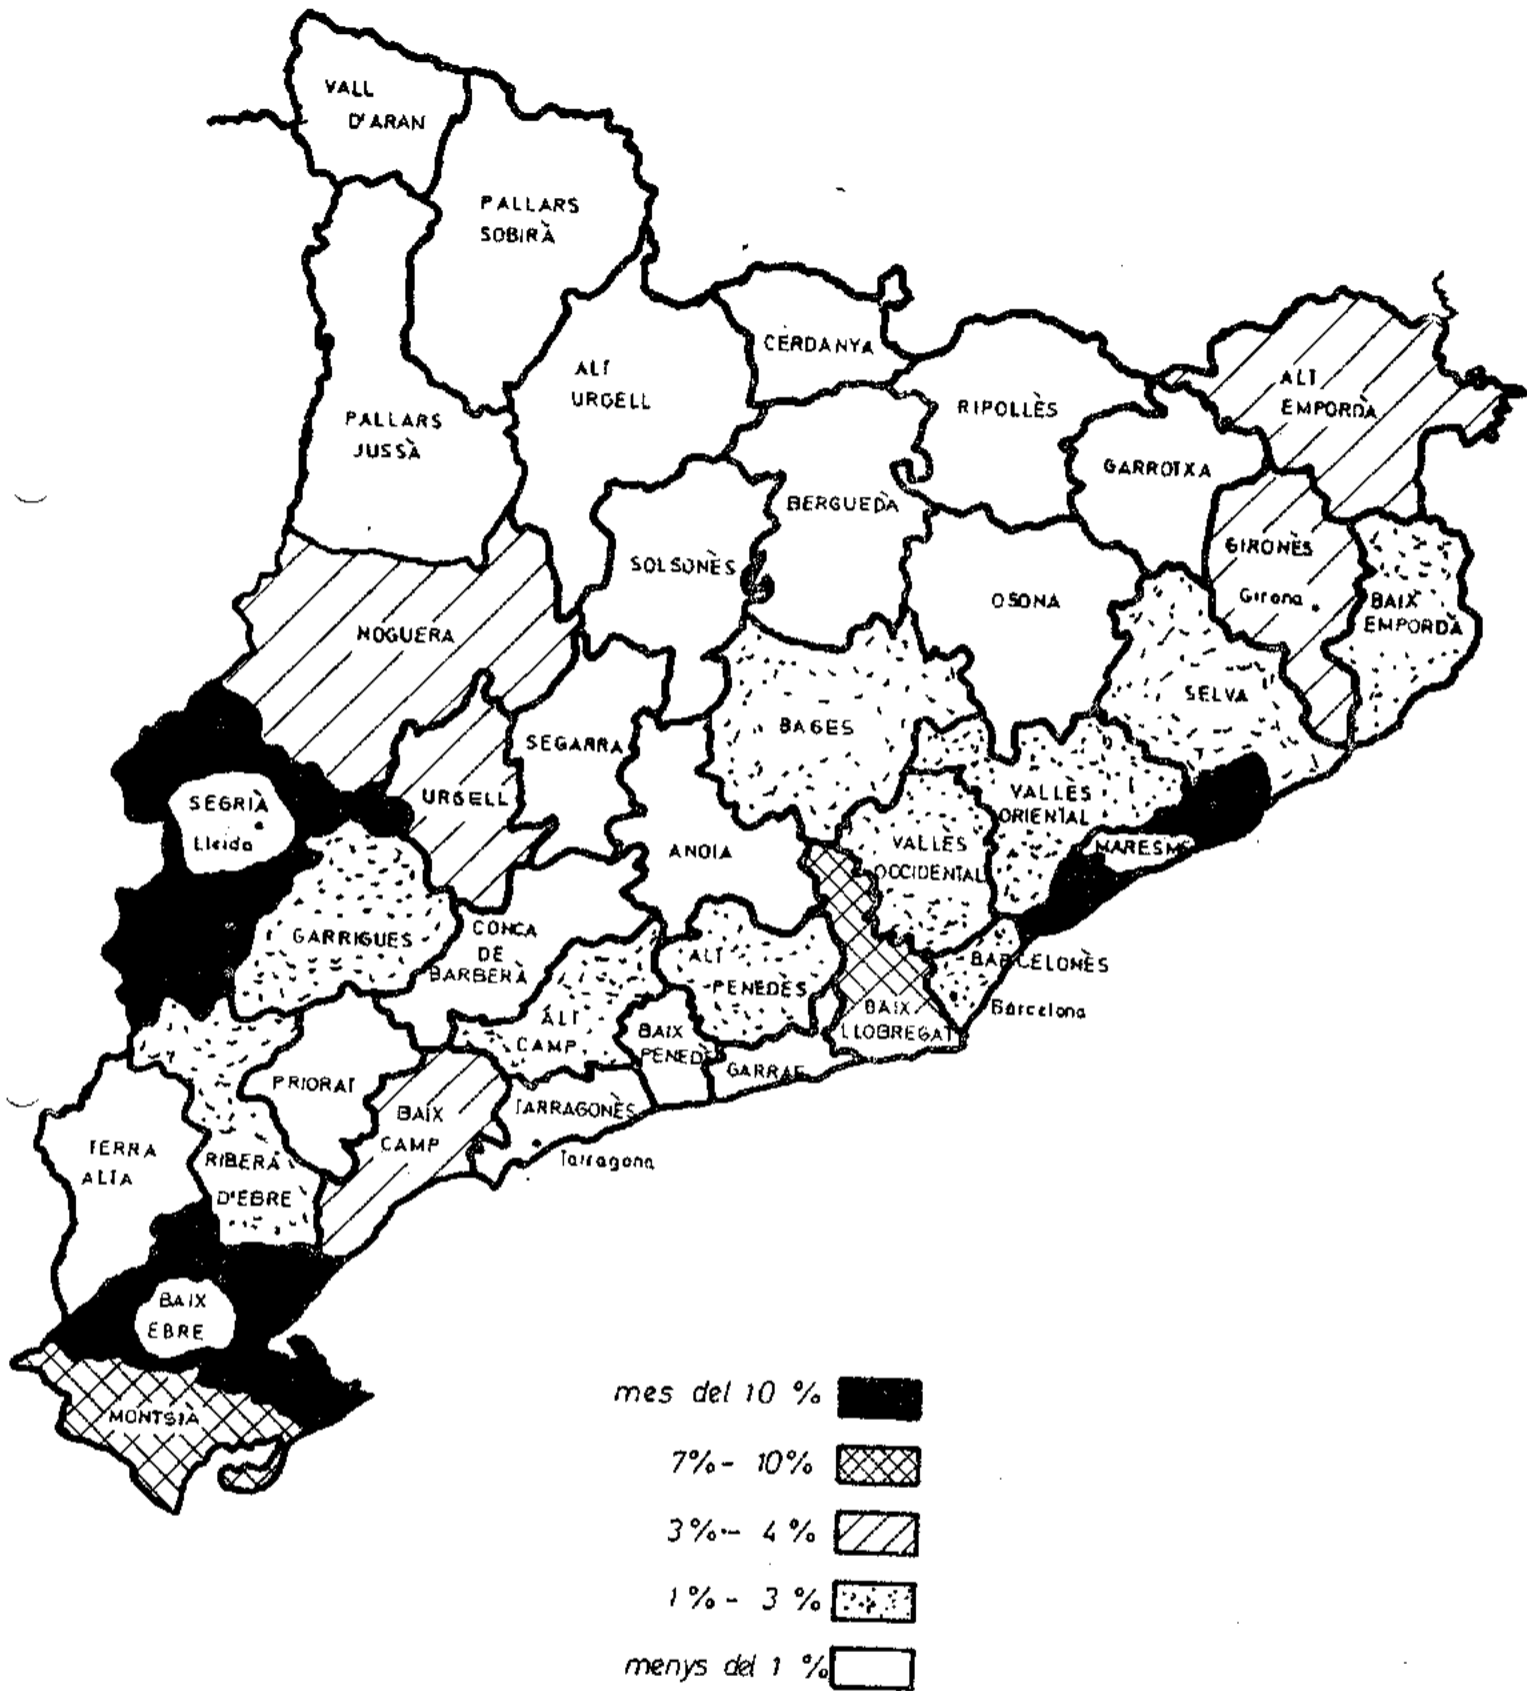 VALL
D'ARAN
PALLARS
SOBIRÀ
CERDANYA
ALT
URGELL
ALT
EMPORDÀ
RIPOLLÈS
PALLARS
JUSSÀ
GARROTXA
BERGUEDÀ
GIRONÈS
SOLSONÈS
OSONA
Girona
BAIX
EMPORDÀ
NOGUERA
SELVA
BAGES
SEGARRA
URGELL
VALLÈS
ORIENTAL
SEGRIÀ
Lleida
VALLÈS
OCCIDENTAL
MARESME
ANOIA
GARRIGUES
CONCA
DE
BARBERÀ
ALT
PENEDÈS
BARCELONÈS
Barcelona
BAIX
LLOBREGAT
ALT
CAMP
BAIX
PENEDÈS
GARRAF
PRIORAT
BAIX
CAMP
TARRAGONÈS
Tarragona
TERRA
ALTA
RIBERA
D'EBRE
BAIX
EBRE
MONTSIÀ
mes del 10 %
7%- 10%
3%- 4 %
1%- 3 %
menys del 1 %